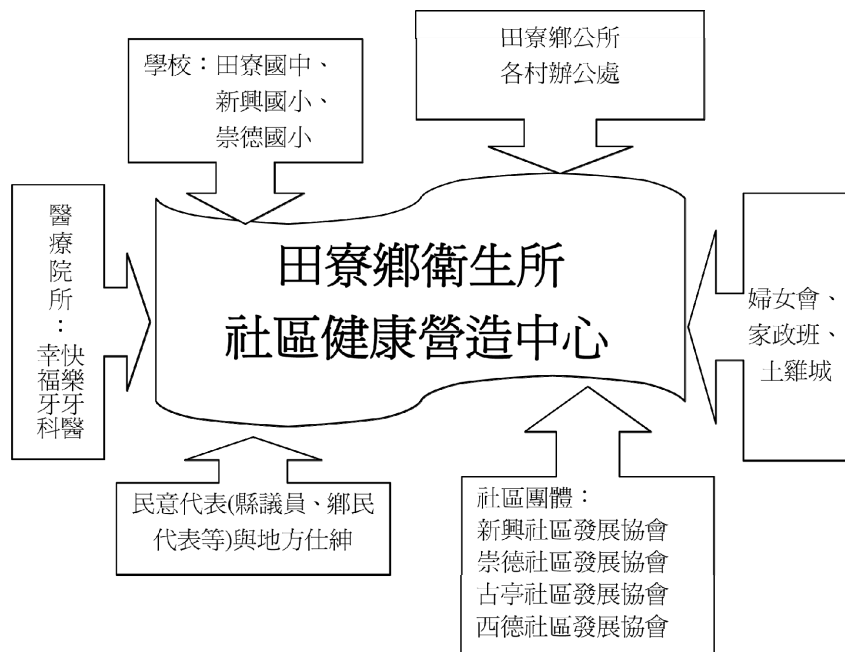 學校：田寮國中、
新興國小、
崇德國小
田寮鄉公所
各村辦公處
醫療院所：
快樂牙醫
幸福牙科
田寮鄉衛生所
社區健康營造中心
婦女會、
家政班、
土雞城
民意代表(縣議員、鄉民
代表等)與地方仕紳
社區團體：
新興社區發展協會
崇德社區發展協會
古亭社區發展協會
西德社區發展協會